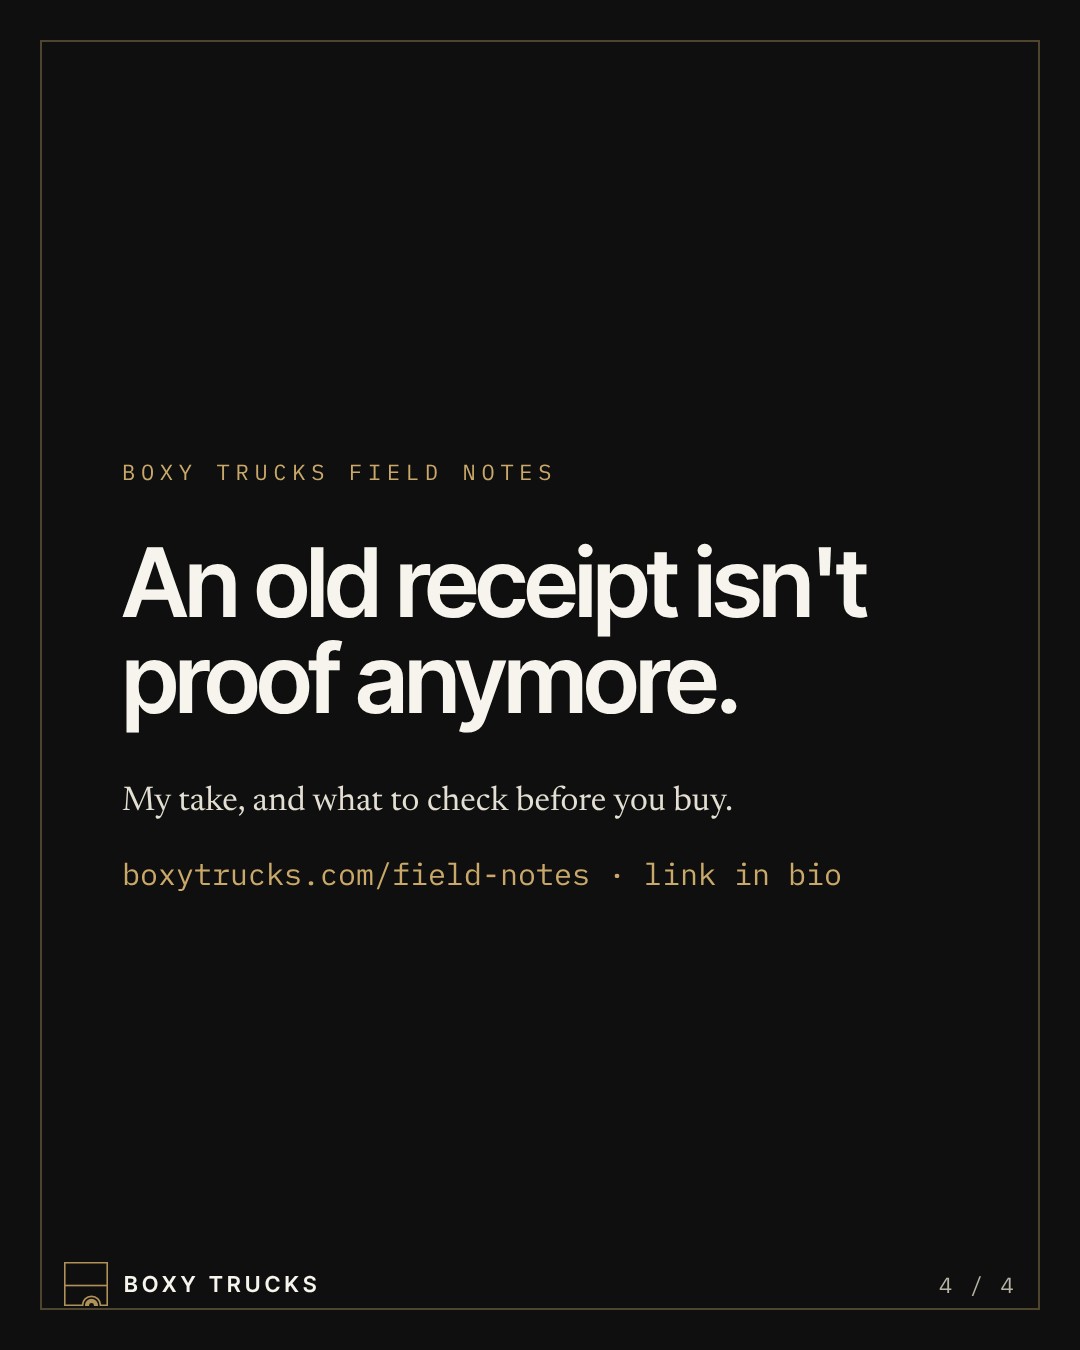 BOXY TRUCKS FIELD NOTES
An old receipt isn't
proof anymore.
My take, and what to check before you buy.
boxytrucks.com/field-notes · link in bio
BOXY TRUCKS
4 / 4